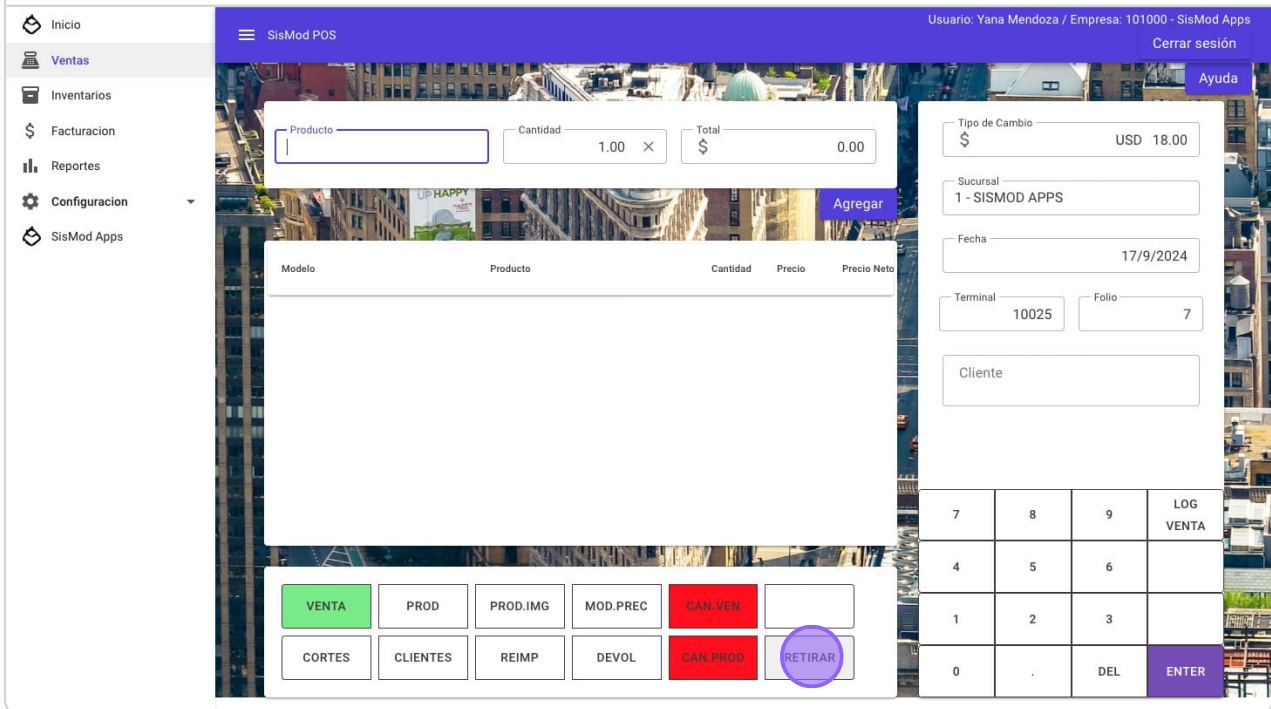 Inicio
Ventas
Inventarios
Facturacion
Reportes
Configuracion
SisMod Apps
SisMod POS
Usuario: Yana Mendoza / Empresa: 101000 - SisMod Apps
Cerrar sesión
Ayuda
Producto
Cantidad
1.00
Total
$ 0.00
UP HAPPY
Agregar
Modelo Producto Cantidad Precio Precio Neto
Tipo de Cambio
$ USD 18.00
Sucursal
1 - SISMOD APPS
Fecha
17/9/2024
Terminal
10025
Folio
7
Cliente
VENTA PROD PROD.IMG MOD.PREC CAN.VEN
CORTES CLIENTES REIMP DEVOL CAN.PROD RETIRAR
7 8 9 LOG VENTA
4 5 6
1 2 3
0 . DEL ENTER